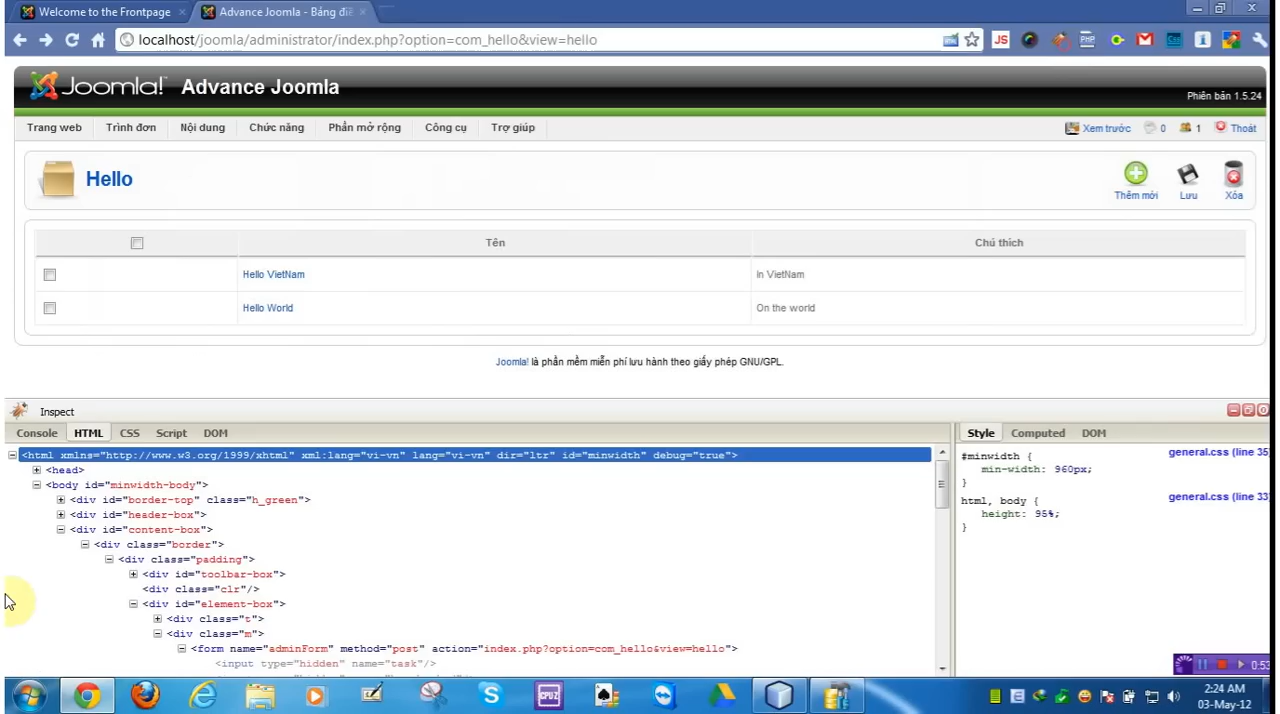 Welcome to the Frontpage
Advance Joomla - Bảng điề
localhost/joomla/administrator/index.php?option=com_hello&view=hello
JS
PHP
Joomla! Advance Joomla
Phiên bản 1.5.24
Trang web Trình đơn Nội dung Chức năng Phần mở rộng Công cụ Trợ giúp
Xem trước 0 1 Thoát
Hello
Thêm mới Lưu Xóa
Tên Chú thích
Hello VietNam In VietNam
Hello World On the world
Joomla! là phần mềm miễn phí lưu hành theo giấy phép GNU/GPL.
Inspect
Console HTML CSS Script DOM
Style Computed DOM
<html xmlns="http://www.w3.org/1999/xhtml" xml:lang="vi-vn" lang="vi-vn" dir="ltr" id="minwidth" debug="true">
<head>
<body id="minwidth-body">
<div id="border-top" class="h_green">
<div id="header-box">
<div id="content-box">
<div class="border">
<div class="padding">
<div id="toolbar-box">
<div class="clr"/>
<div id="element-box">
<div class="t">
<div class="m">
<form name="adminForm" method="post" action="index.php?option=com_hello&view=hello">
<input type="hidden" name="task"/>
#minwidth { general.css (line 35)
min-width: 960px;
}
html, body { general.css (line 33)
height: 95%;
}
0:53
CPUZ
2:24 AM
03-May-12